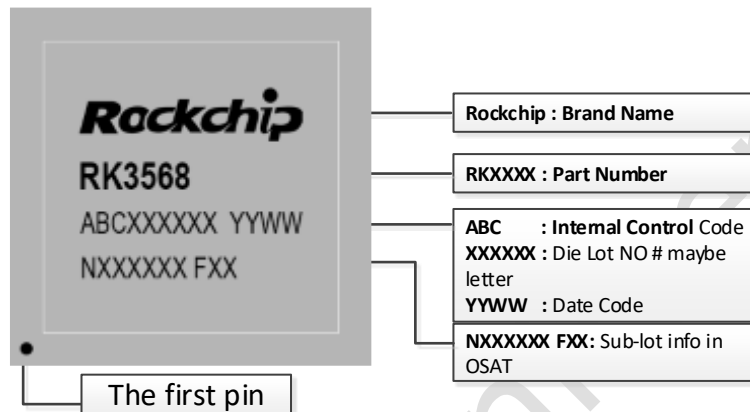 Rockchip
RK3568
ABCXXXXXX YYWW
NXXXXXX FXX
Rockchip : Brand Name
RKXXXX : Part Number
ABC : Internal Control Code
XXXXXX : Die Lot NO # maybe
letter
YYWW : Date Code
NXXXXXX FXX: Sub-lot info in
OSAT
The first pin